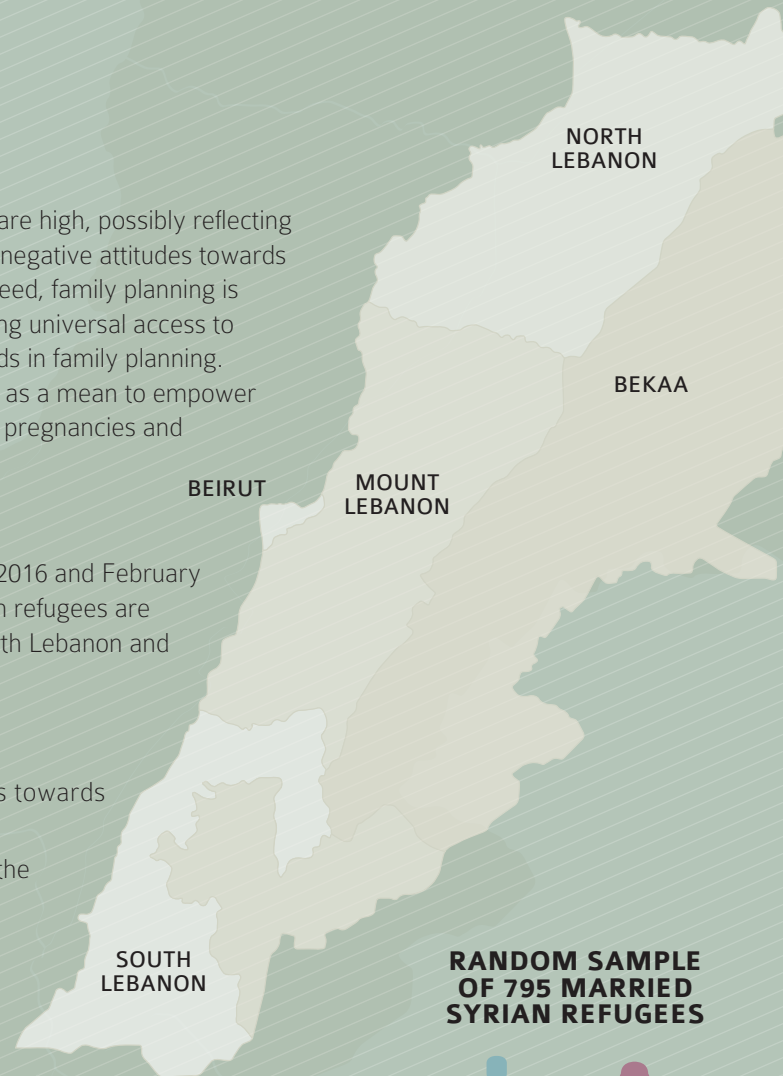 are high, possibly reflecting
negative attitudes towards
eed, family planning is
ng universal access to
ds in family planning.
as a mean to empower
pregnancies and
2016 and February
n refugees are
th Lebanon and
s towards
the
NORTH
LEBANON
BEKAA
BEIRUT
MOUNT
LEBANON
SOUTH
LEBANON
RANDOM SAMPLE
OF 795 MARRIED
SYRIAN REFUGEES